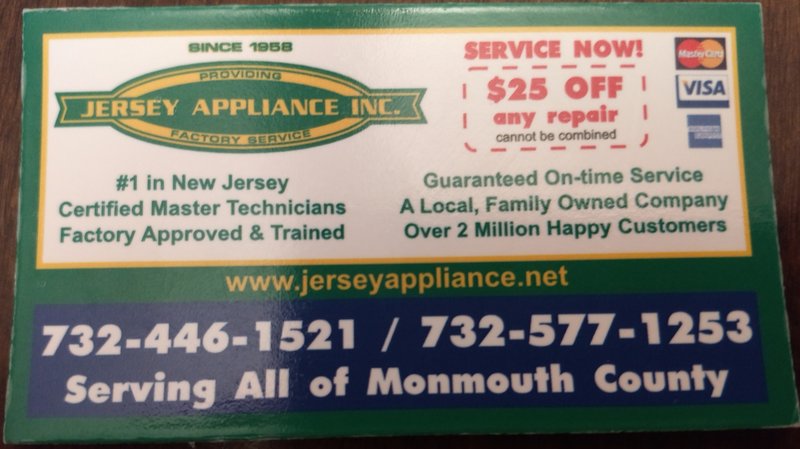 SINCE 1958
PROVIDING
JERSEY APPLIANCE INC.
FACTORY SERVICE
SERVICE NOW!
$25 OFF
any repair
cannot be combined
MasterCard
VISA
#1 in New Jersey
Certified Master Technicians
Factory Approved & Trained
Guaranteed On-time Service
A Local, Family Owned Company
Over 2 Million Happy Customers
www.jerseyappliance.net
732-446-1521 / 732-577-1253
Serving All of Monmouth County